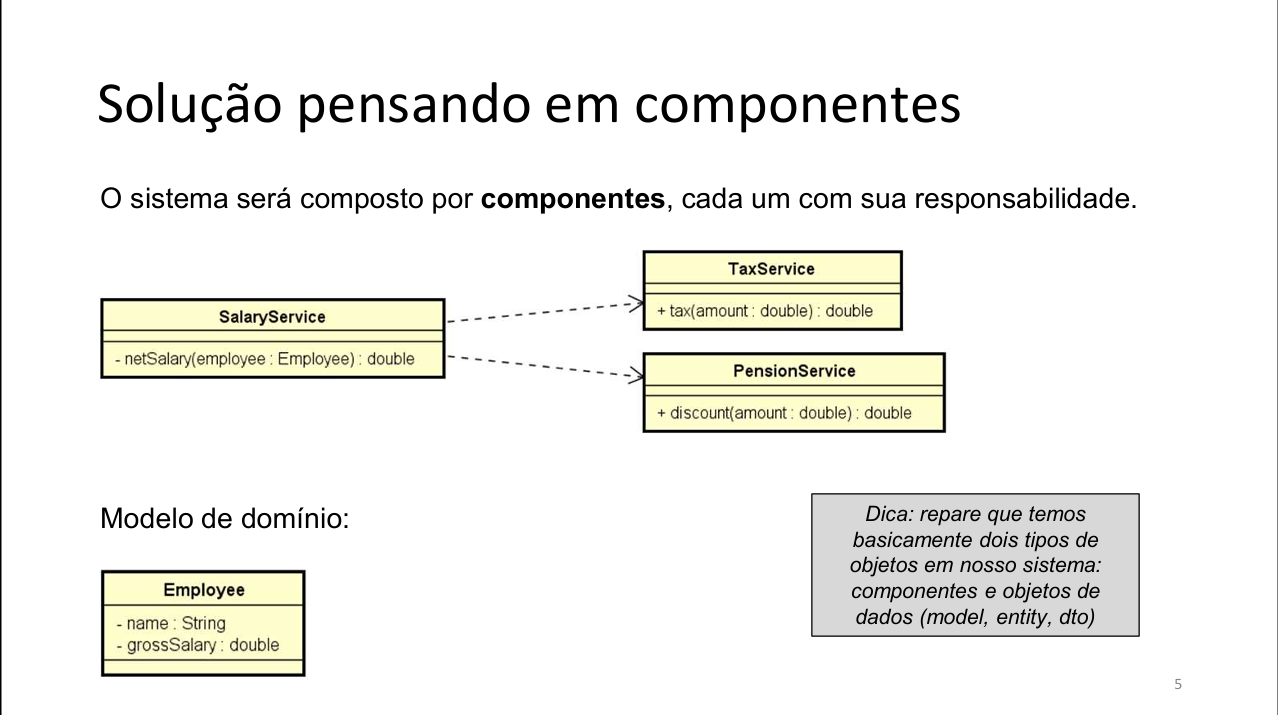 Solução pensando em componentes
O sistema será composto por componentes, cada um com sua responsabilidade.
SalaryService
- netSalary(employee : Employee) : double
TaxService
+ tax(amount : double) : double
PensionService
+ discount(amount : double) : double
Modelo de domínio:
Employee
- name : String
- grossSalary : double
Dica: repare que temos
basicamente dois tipos de
objetos em nosso sistema:
componentes e objetos de
dados (model, entity, dto)
5